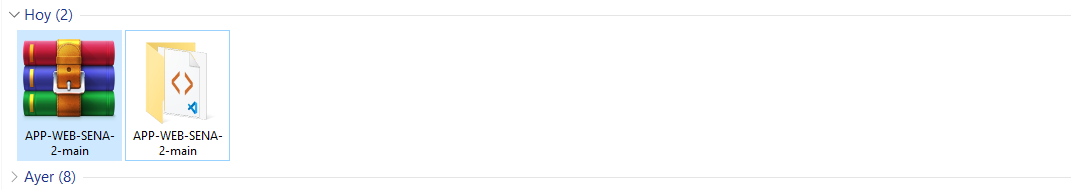 Hoy (2)
APP-WEB-SENA-
2-main
APP-WEB-SENA-
2-main
Ayer (8)